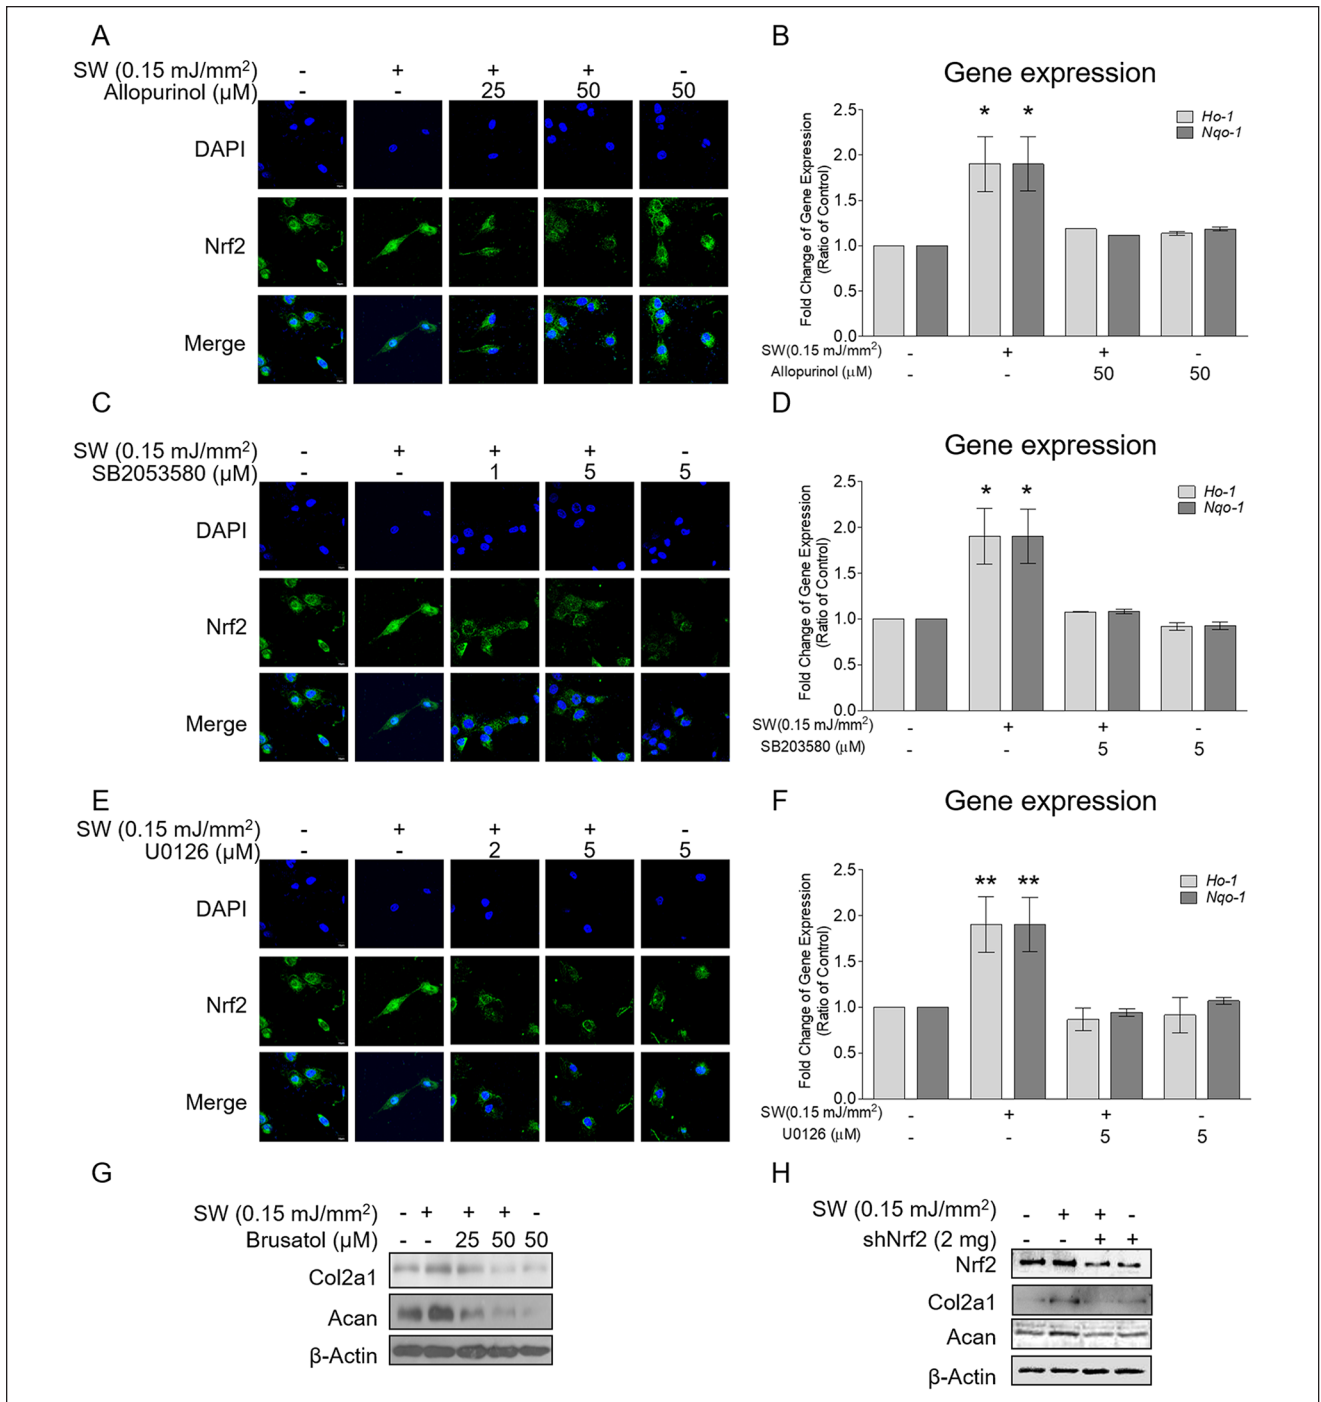 A
SW (0.15 mJ/mm²) - + + + -
Allopurinol (µM) - - 25 50 50
DAPI
Nrf2
Merge
B
Gene expression
Fold Change of Gene Expression
(Ratio of Control)
2.5
2.0
1.5
1.0
0.5
0.0
* *
Ho-1
Nqo-1
SW(0.15 mJ/mm²) - + + -
Allopurinol (µM) - - 50 50
C
SW (0.15 mJ/mm²) - + + + -
SB2053580 (µM) - - 1 5 5
DAPI
Nrf2
Merge
D
Gene expression
Fold Change of Gene Expression
(Ratio of Control)
2.5
2.0
1.5
1.0
0.5
0.0
* *
Ho-1
Nqo-1
SW(0.15 mJ/mm²) - + + -
SB203580 (µM) - - 5 5
E
SW (0.15 mJ/mm²) - + + + -
U0126 (µM) - - 2 5 5
DAPI
Nrf2
Merge
F
Gene expression
Fold Change of Gene Expression
(Ratio of Control)
2.5
2.0
1.5
1.0
0.5
0.0
** **
Ho-1
Nqo-1
SW(0.15 mJ/mm²) - + + -
U0126 (µM) - - 5 5
G
SW (0.15 mJ/mm²) - + + + -
Brusatol (µM) - - 25 50 50
Col2a1
Acan
β-Actin
H
SW (0.15 mJ/mm²) - + + -
shNrf2 (2 mg) - - + +
Nrf2
Col2a1
Acan
β-Actin